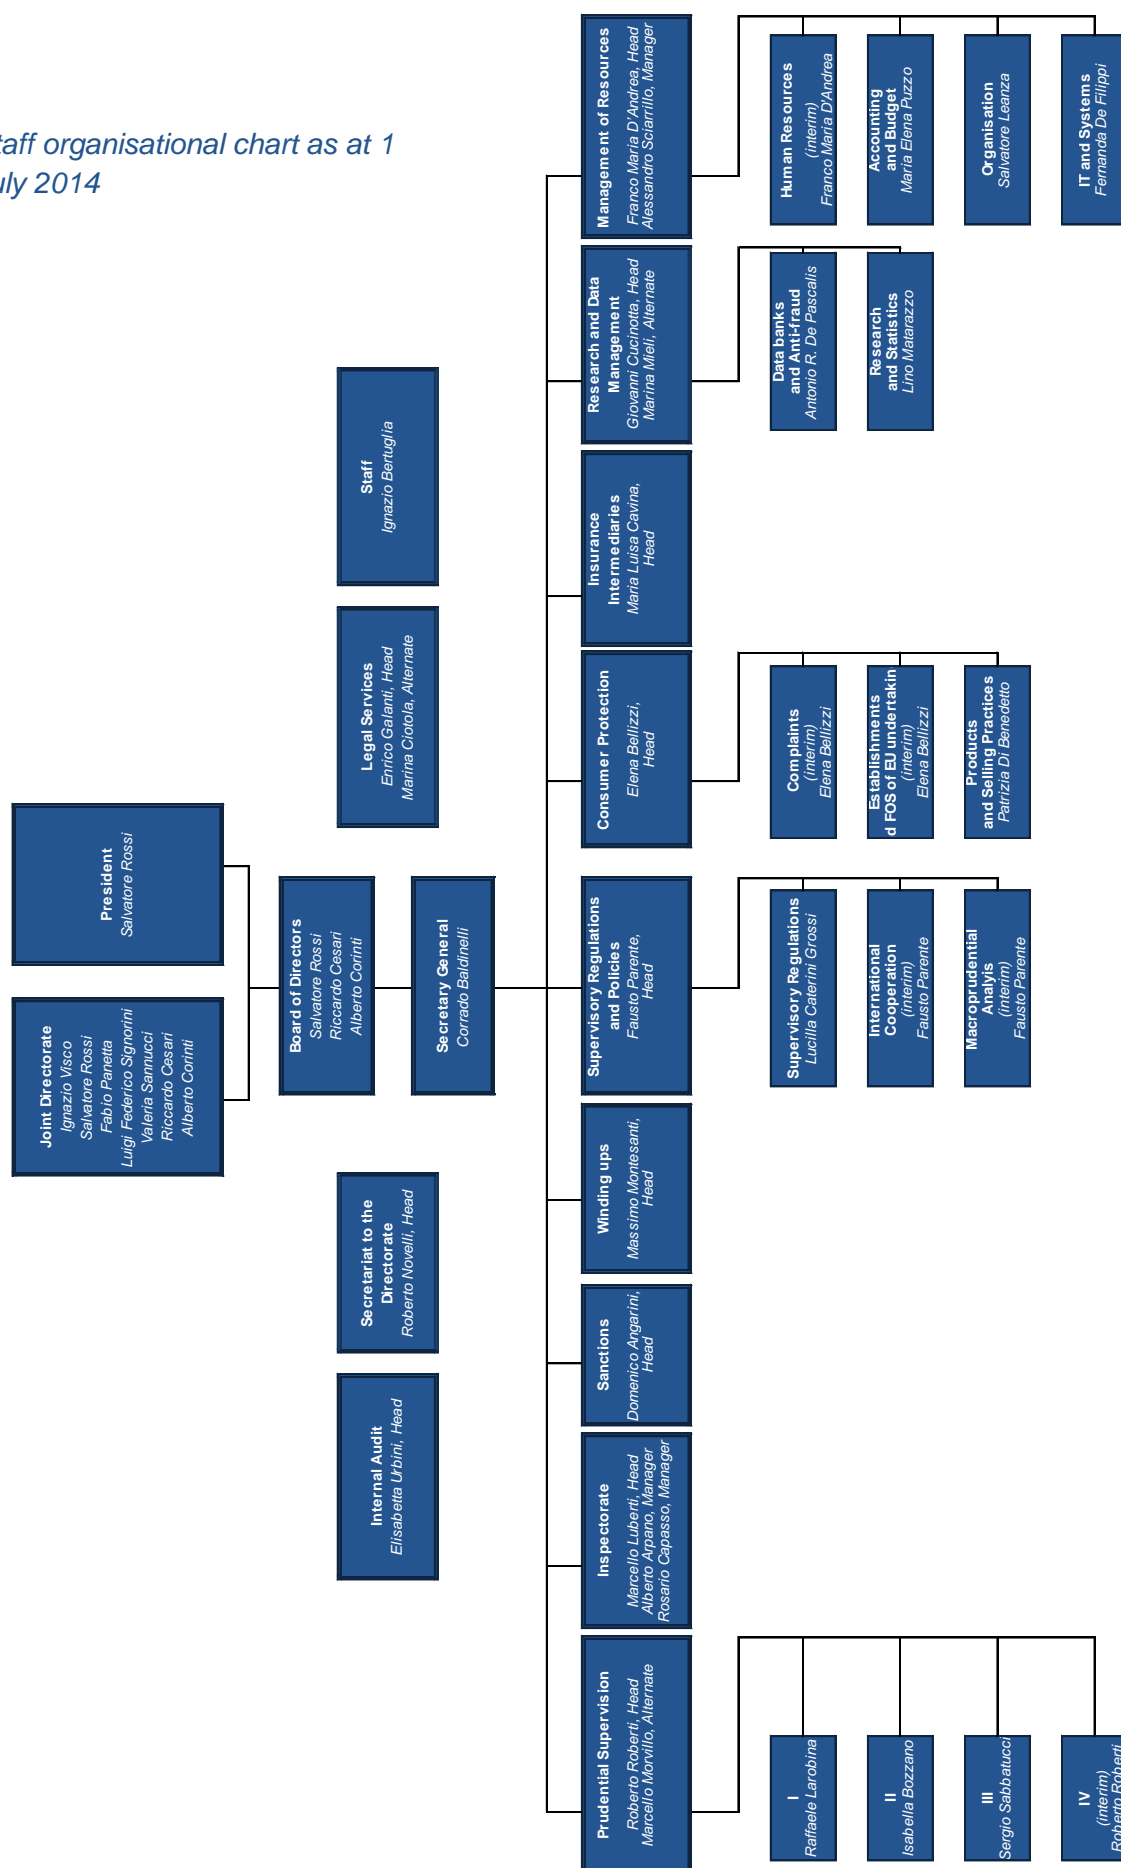 taff organisational chart as at 1
uly 2014
Joint Directorate
Ignazio Visco
Salvatore Rossi
Fabio Panetta
Luigi Federico Signorini
Valeria Sannucci
Riccardo Cesari
Alberto Corinti
President
Salvatore Rossi
Board of Directors
Salvatore Rossi
Riccardo Cesari
Alberto Corinti
Internal Audit
Elisabetta Urbini, Head
Secretariat to the
Directorate
Roberto Novelli, Head
Legal Services
Enrico Galanti, Head
Marina Ciotola, Alternate
Staff
Ignazio Bertuglia
Secretary General
Corrado Baldinelli
Prudential Supervision
Roberto Roberti, Head
Marcello Morvillo, Alternate
Inspectorate
Marcello Luberti, Head
Alberto Arpano, Manager
Rosario Capasso, Manager
Sanctions
Domenico Angarini,
Head
Winding ups
Massimo Montesanti,
Head
Supervisory Regulations
and Policies
Fausto Parente,
Head
Consumer Protection
Elena Bellizzi,
Head
Insurance
Intermediaries
Maria Luisa Cavina,
Head
Research and Data
Management
Giovanni Cucinotta, Head
Marina Mieli, Alternate
Management of Resources
Franco Maria D'Andrea, Head
Alessandro Sciarrillo, Manager
I
Raffaele Larobina
II
Isabella Bozzano
III
Sergio Sabbatucci
IV
(interim)
Roberto Roberti
Supervisory Regulations
Lucilla Caterini Grossi
International
Cooperation
(interim)
Fausto Parente
Macroprudential
Analyis
(interim)
Fausto Parente
Complaints
(interim)
Elena Bellizzi
Establishments
d FOS of EU undertakin
(interim)
Elena Bellizzi
Products
and Selling Practices
Patrizia Di Benedetto
Data banks
and Anti-fraud
Antonio R. De Pascalis
Research
and Statistics
Lino Matarazzo
Human Resources
(interim)
Franco Maria D'Andrea
Accounting
and Budget
Maria Elena Puzzo
Organisation
Salvatore Leanza
IT and Systems
Fernanda De Filippi